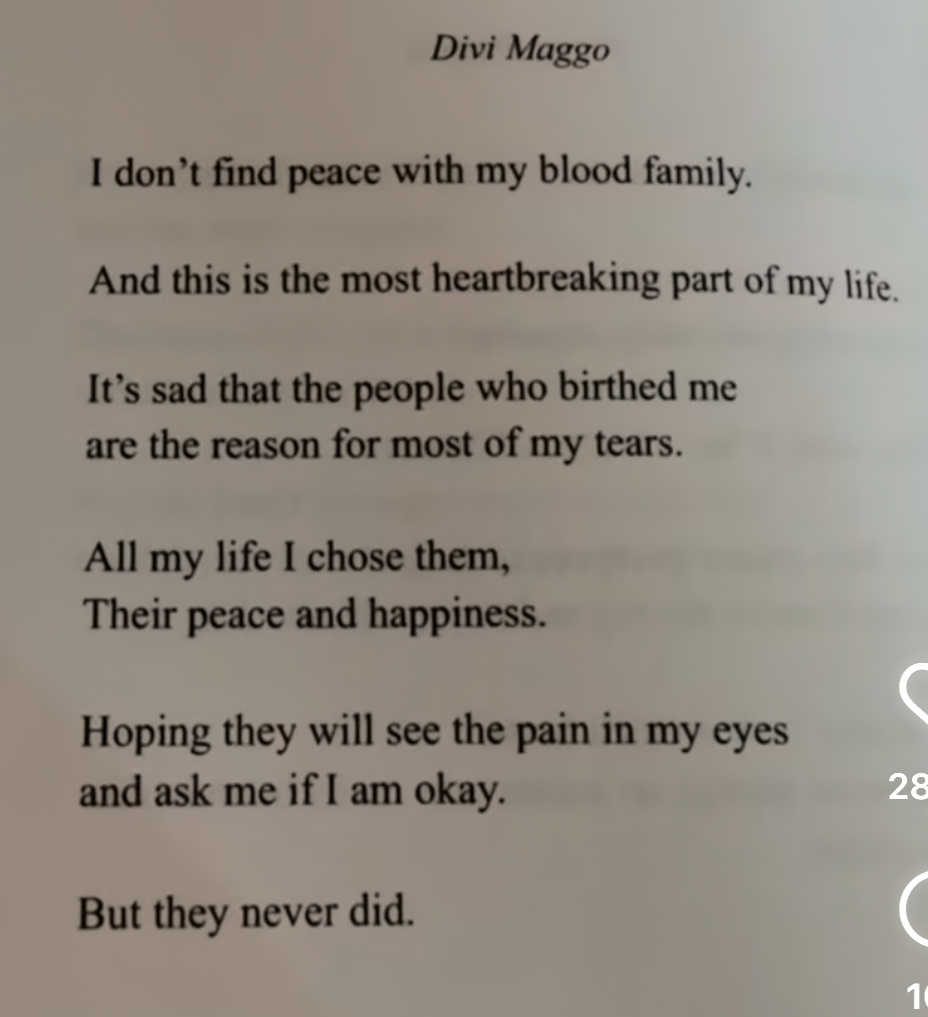 Divi Maggo
I don’t find peace with my blood family.
And this is the most heartbreaking part of my life.
It’s sad that the people who birthed me
are the reason for most of my tears.
All my life I chose them,
Their peace and happiness.
Hoping they will see the pain in my eyes
and ask me if I am okay.
But they never did.